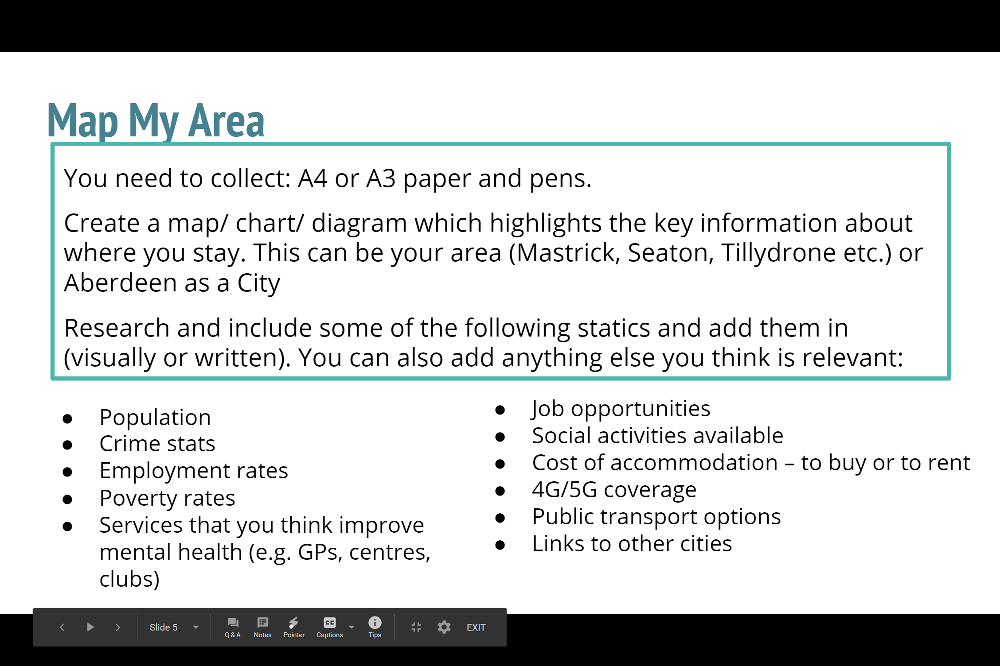 Map My Area
You need to collect: A4 or A3 paper and pens.
Create a map/ chart/ diagram which highlights the key information about
where you stay. This can be your area (Mastrick, Seaton, Tillydrone etc.) or
Aberdeen as a City
Research and include some of the following statics and add them in
(visually or written). You can also add anything else you think is relevant:
● Population
● Crime stats
● Employment rates
● Poverty rates
● Services that you think improve
mental health (e.g. GPs, centres,
clubs)
● Job opportunities
● Social activities available
● Cost of accommodation – to buy or to rent
● 4G/5G coverage
● Public transport options
● Links to other cities
Slide 5
Q & A
Notes
Pointer
CC
Captions
Tips
EXIT